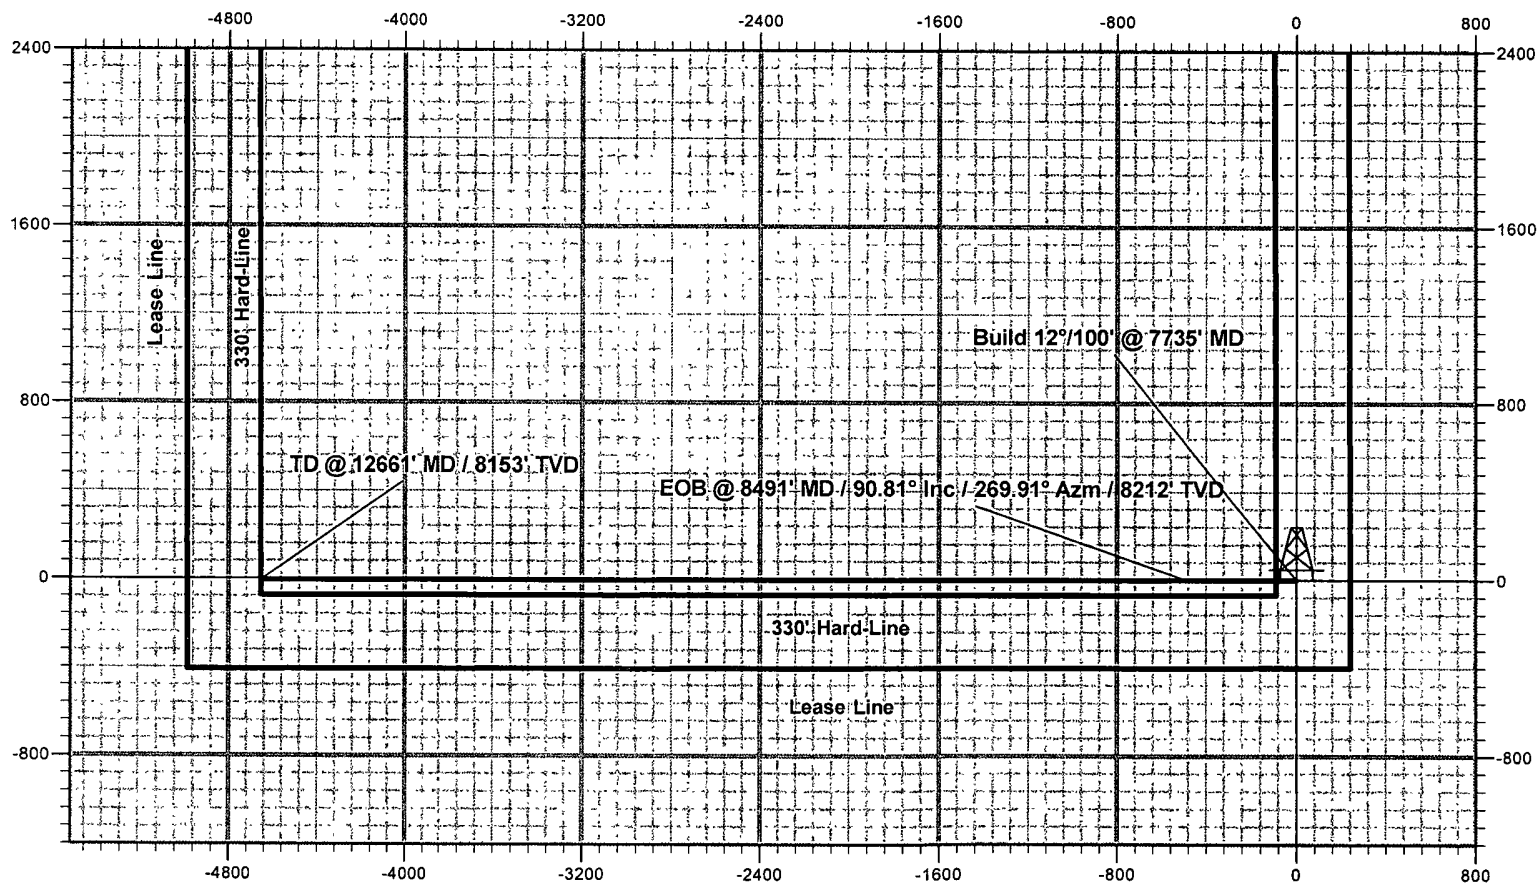 -4800 -4000 -3200 -2400 -1600 -800 0 800
2400 2400
1600 1600
Lease Line
330' Hard-Line
Build 12°/100' @ 7735' MD
800 800
TD @ 12661' MD / 8153' TVD
EOB @ 8491' MD / 90.81° Inc / 269.91° Azm / 8212' TVD
0 0
330' Hard-Line
Lease Line
-800 -800
-4800 -4000 -3200 -2400 -1600 -800 0 800